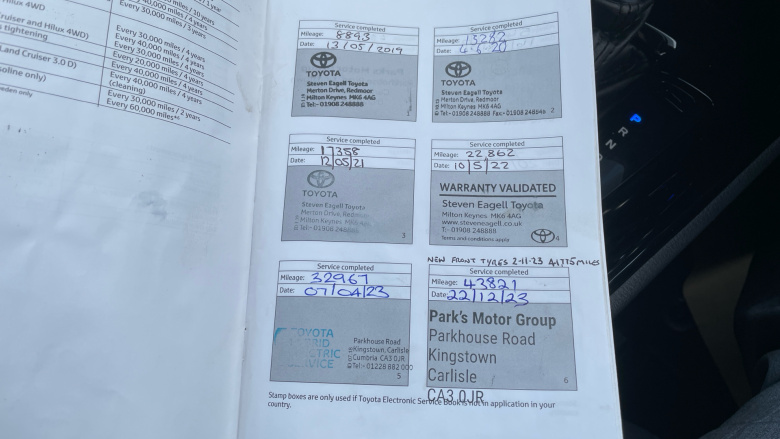 Every 30,000 miles / 3 years
Hilux 4WD
Cruiser and Hilux 4WD)
tightening
Land Cruiser 3.0 D)
oline only)
Every 30,000 miles / 4 years
Every 40,000 miles / 4 years
Every 30,000 miles / 4 years
Every 20,000 miles / 4 years
Every 40,000 miles / 4 years
Every 40,000 miles / 4 years
(cleaning)
Every 30,000 miles / 2 years
Every 60,000 miles
Service completed
Mileage: 8893
Date: 13/05/2019
TOYOTA
Steven Eagell Toyota
Merton Drive, Redmoor
Milton Keynes MK6 4AG
Tel:- 01908 248888
Service completed
Mileage:
Date:
TOYOTA
Steven Eagell Toyota
Merton Drive, Redmoor
Milton Keynes MK6 4AG
Tel:- 01908 248888 Fax:-01908
2
Service completed
Mileage: 17358
Date: 12/05/21
TOYOTA
Steven Eagell Toyota
Merton Drive, Redmoor
Milton Keynes MK6 4AG
Tel:- 01908 248888
3
Service completed
Mileage: 22,862
Date: 10/5/22
WARRANTY VALIDATED
Steven Eagell Toyota
Milton Keynes MK6 4AG
www.steveneagell.co.uk
T:- 01908 248888
Terms and conditions apply
4
Service completed
Mileage: 32967
Date: 07/04/23
TOYOTA
HYBRID
ELECTRIC
SERVICE
Parkhouse Road
Kingstown, Carlisle
Cumbria CA3 0JR
Tel:- 01228 882 000
5
NEW FRONT TYRES 2-11-23 MILES
Service completed
Mileage: 43821
Date: 22/12/23
Park's Motor Group
Parkhouse Road
Kingstown
Carlisle
CA3 0JR
6
Stamp boxes are only used if Toyota Electronic Service Book is not in application in your
country.
P
R
N